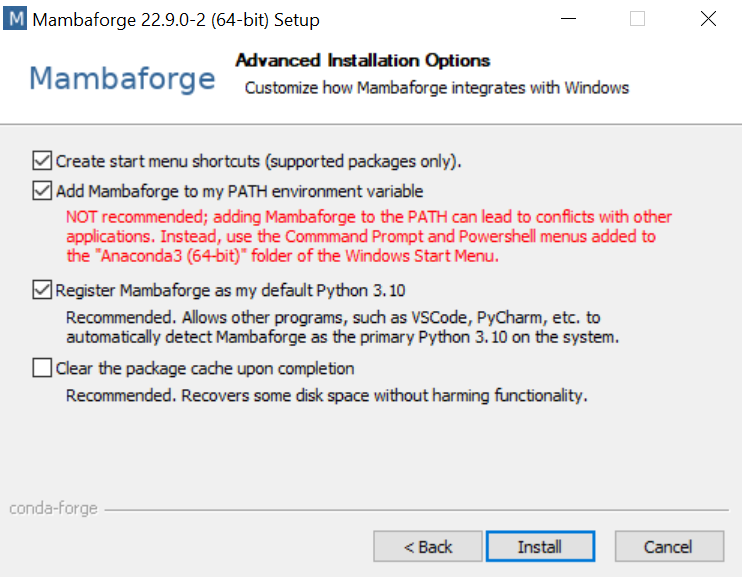 M Mambaforge 22.9.0-2 (64-bit) Setup
Mambaforge
Advanced Installation Options
Customize how Mambaforge integrates with Windows
Create start menu shortcuts (supported packages only).
Add Mambaforge to my PATH environment variable
NOT recommended; adding Mambaforge to the PATH can lead to conflicts with other
applications. Instead, use the Commmand Prompt and Powershell menus added to
the "Anaconda3 (64-bit)" folder of the Windows Start Menu.
Register Mambaforge as my default Python 3.10
Recommended. Allows other programs, such as VSCode, PyCharm, etc. to
automatically detect Mambaforge as the primary Python 3.10 on the system.
Clear the package cache upon completion
Recommended. Recovers some disk space without harming functionality.
conda-forge
< Back Install Cancel